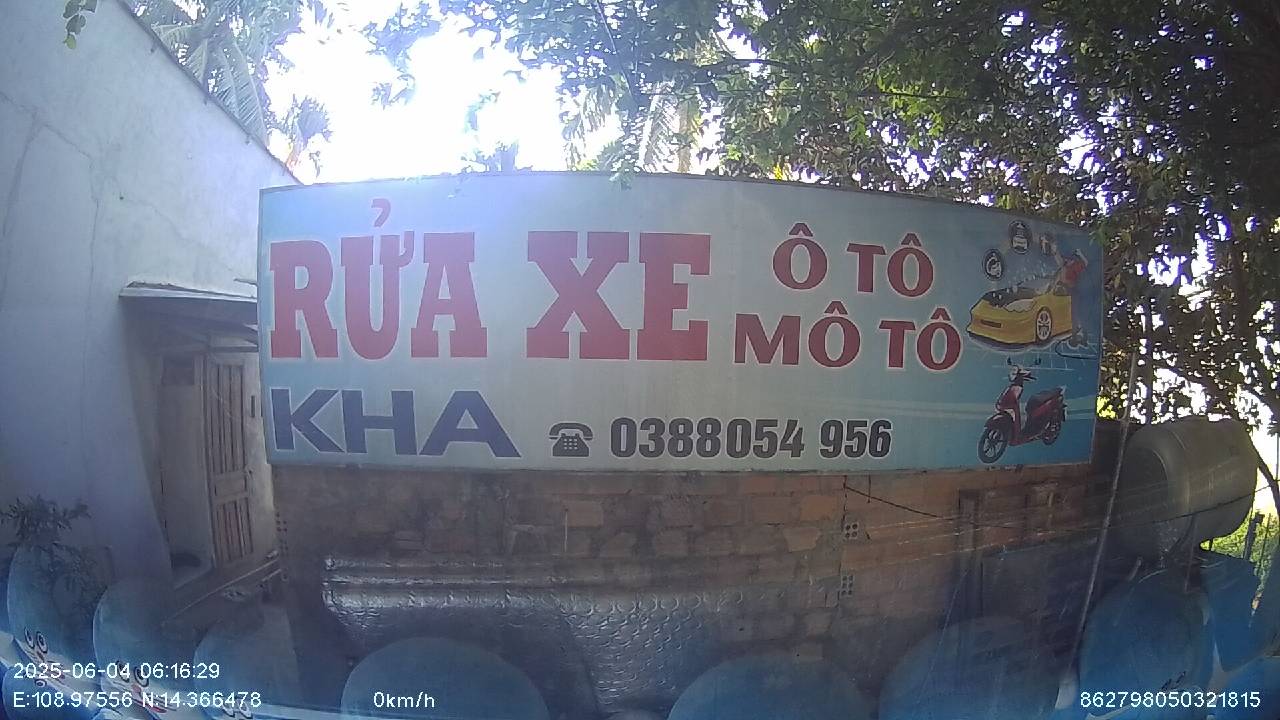 RỬA XE
Ô TÔ
MÔ TÔ
KHA
0388054 956
2025-06-04 06:16:29
E:108.97556 N:14.366478
0km/h
862798050321815